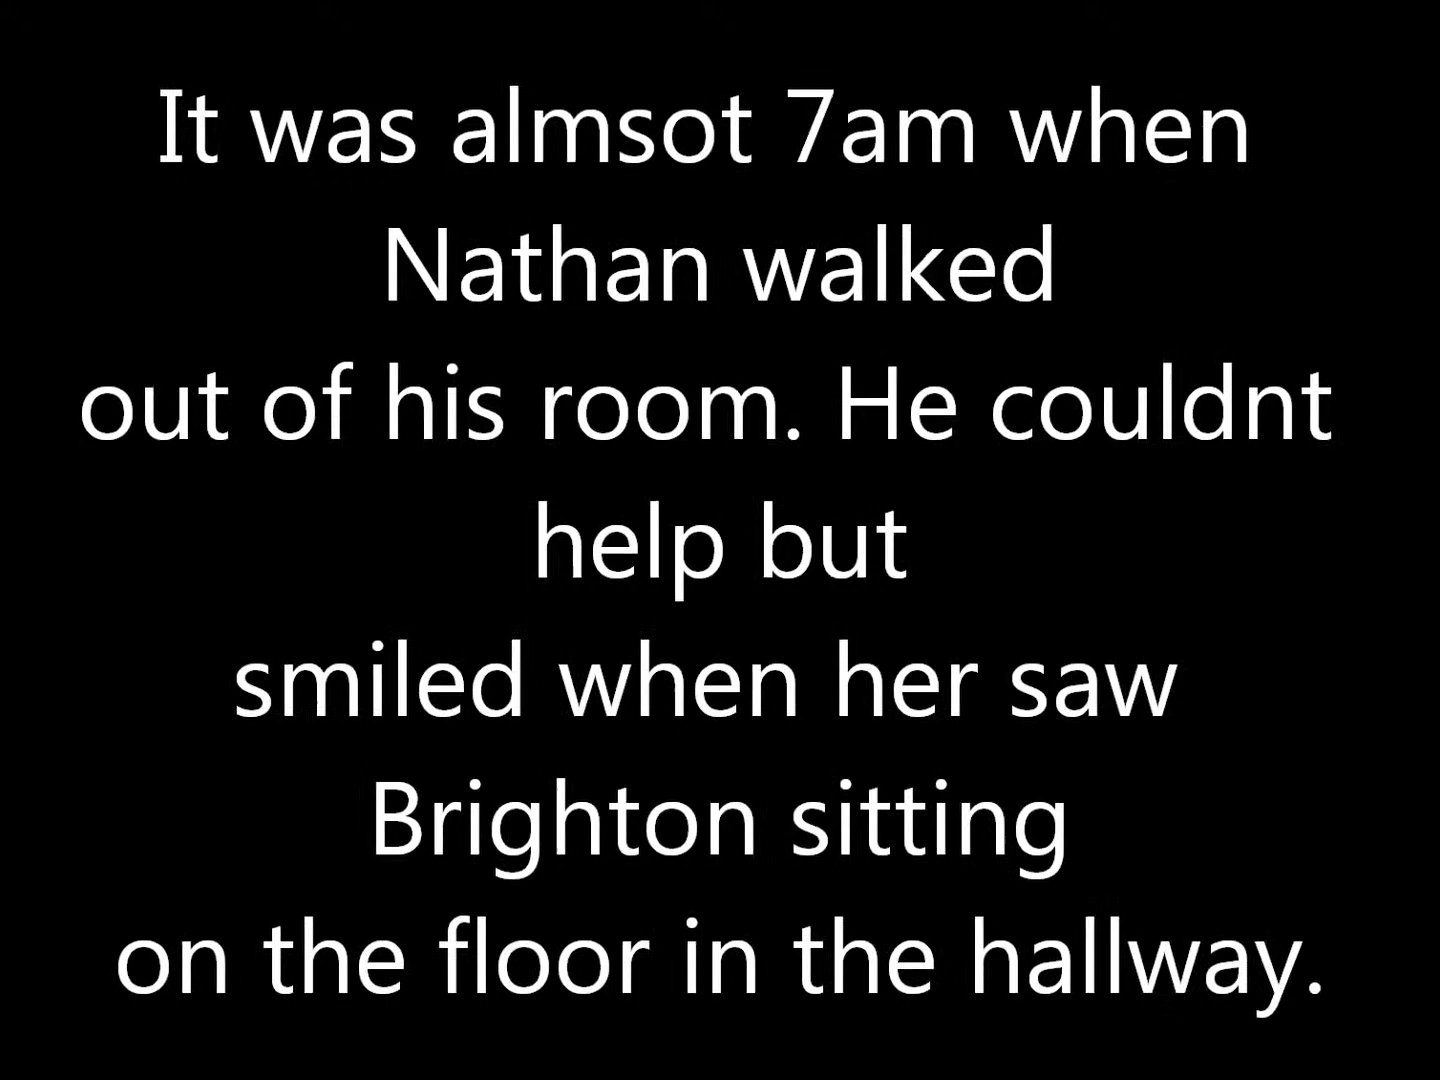 It was almsot 7am when
Nathan walked
out of his room. He couldnt
help but
smiled when her saw
Brighton sitting
on the floor in the hallway.